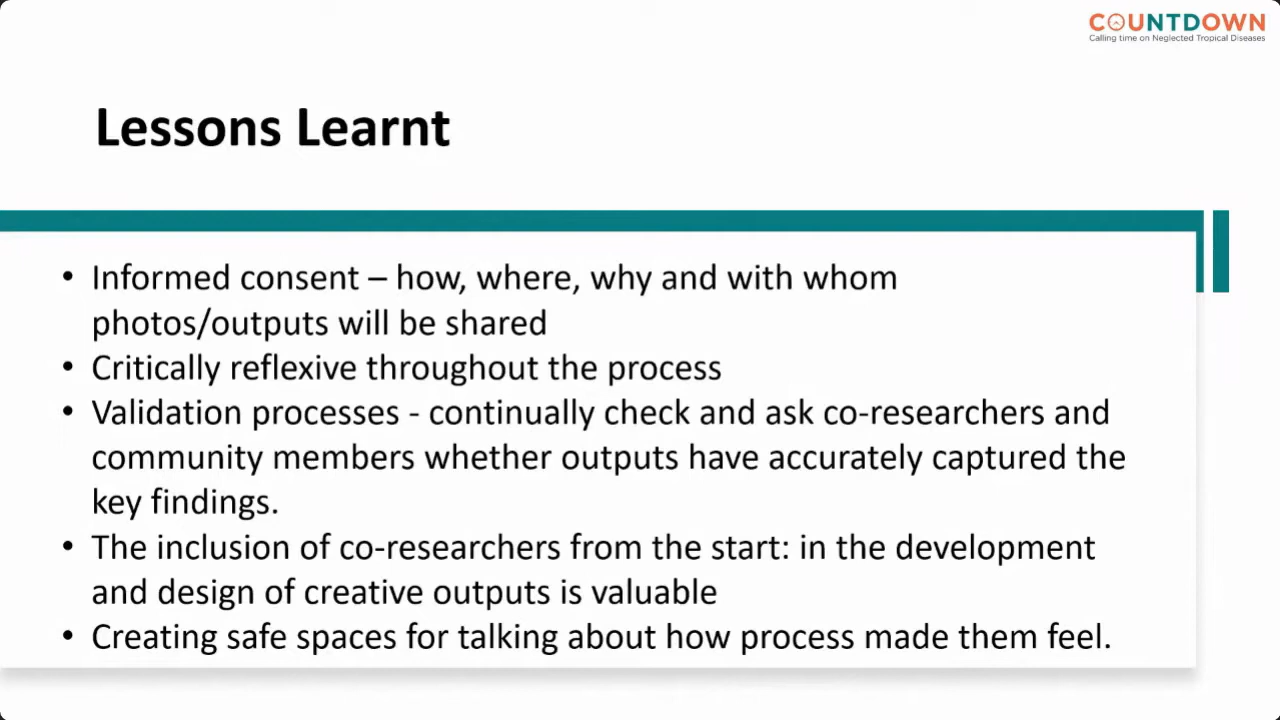 COUNTDOWN
Calling time on Neglected Tropical Diseases
Lessons Learnt
• Informed consent – how, where, why and with whom
photos/outputs will be shared
• Critically reflexive throughout the process
• Validation processes - continually check and ask co-researchers and
community members whether outputs have accurately captured the
key findings.
• The inclusion of co-researchers from the start: in the development
and design of creative outputs is valuable
• Creating safe spaces for talking about how process made them feel.